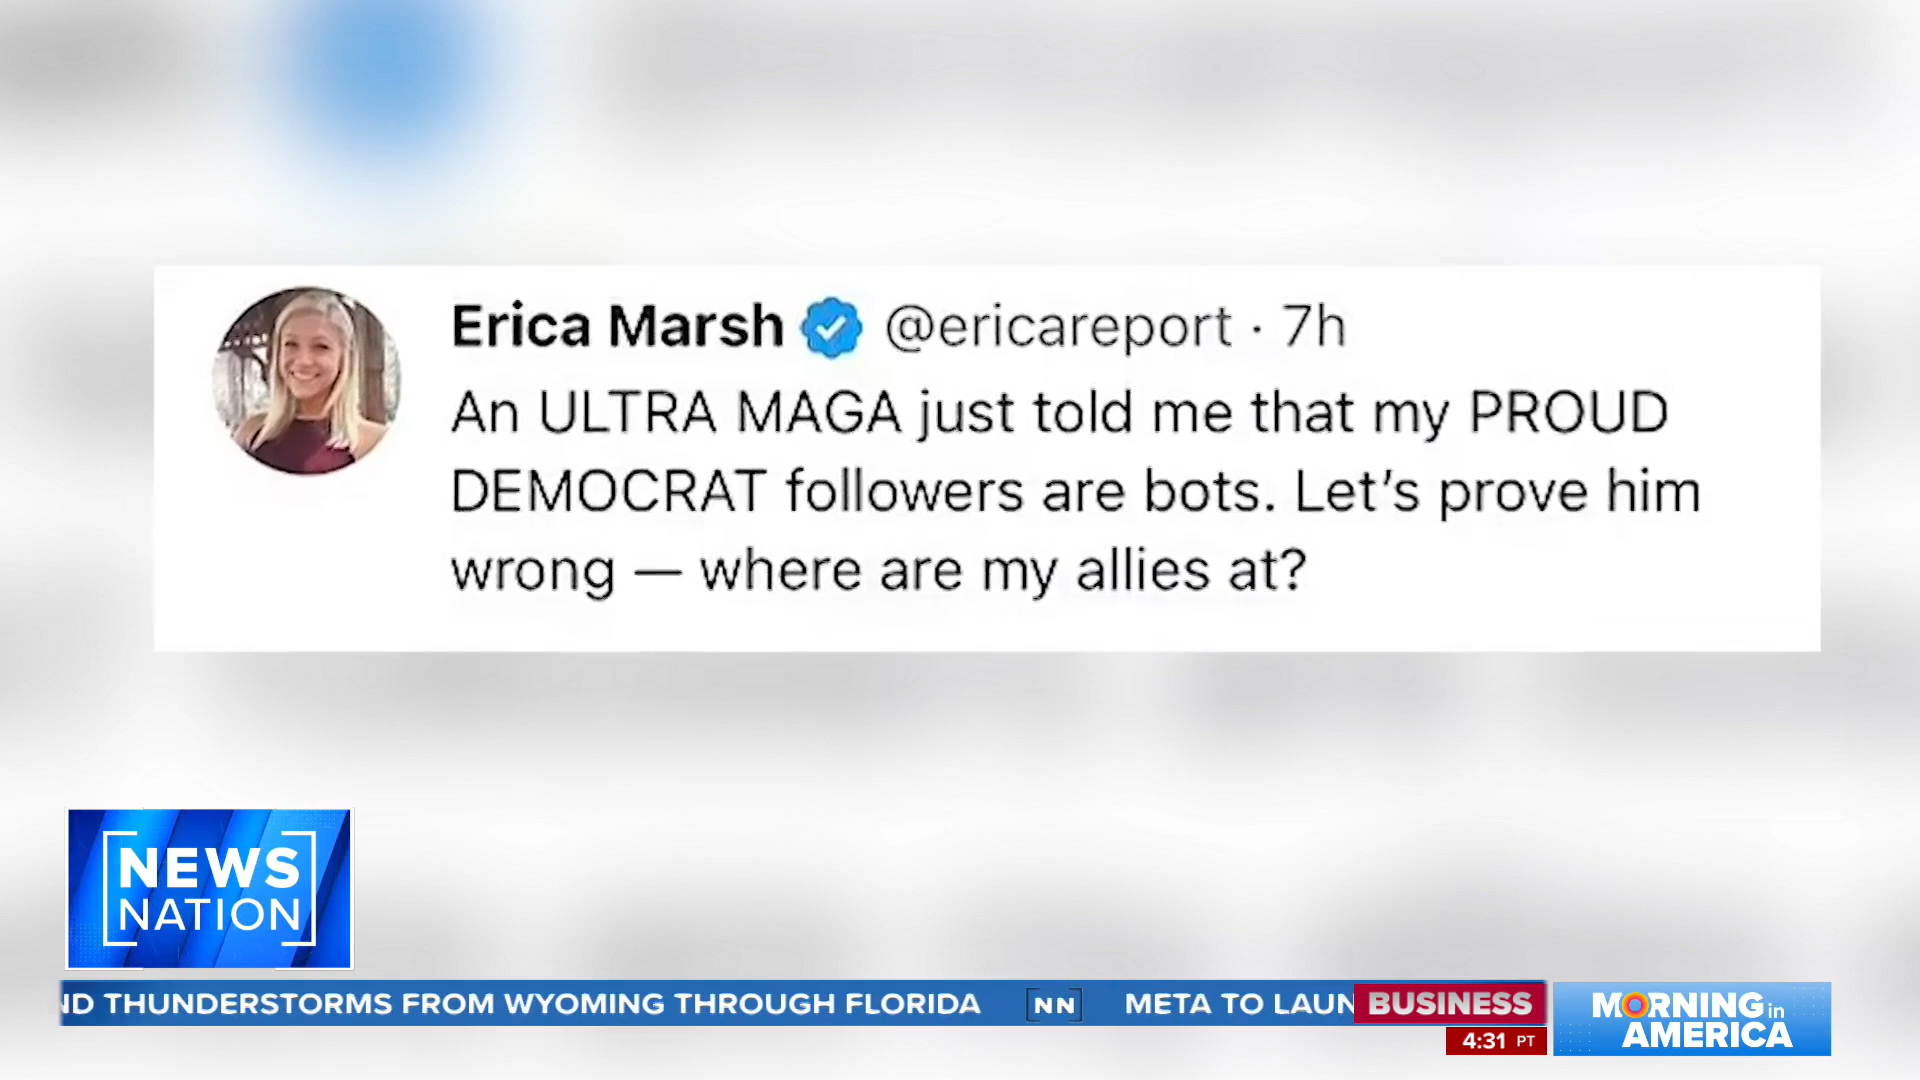 Erica Marsh @ericareport · 7h
An ULTRA MAGA just told me that my PROUD
DEMOCRAT followers are bots. Let's prove him
wrong — where are my allies at?
NEWS
NATION
THUNDERSTORMS FROM WYOMING THROUGH FLORIDA NN META TO BUSINESS
4:31 PT
MORNING in
AMERICA